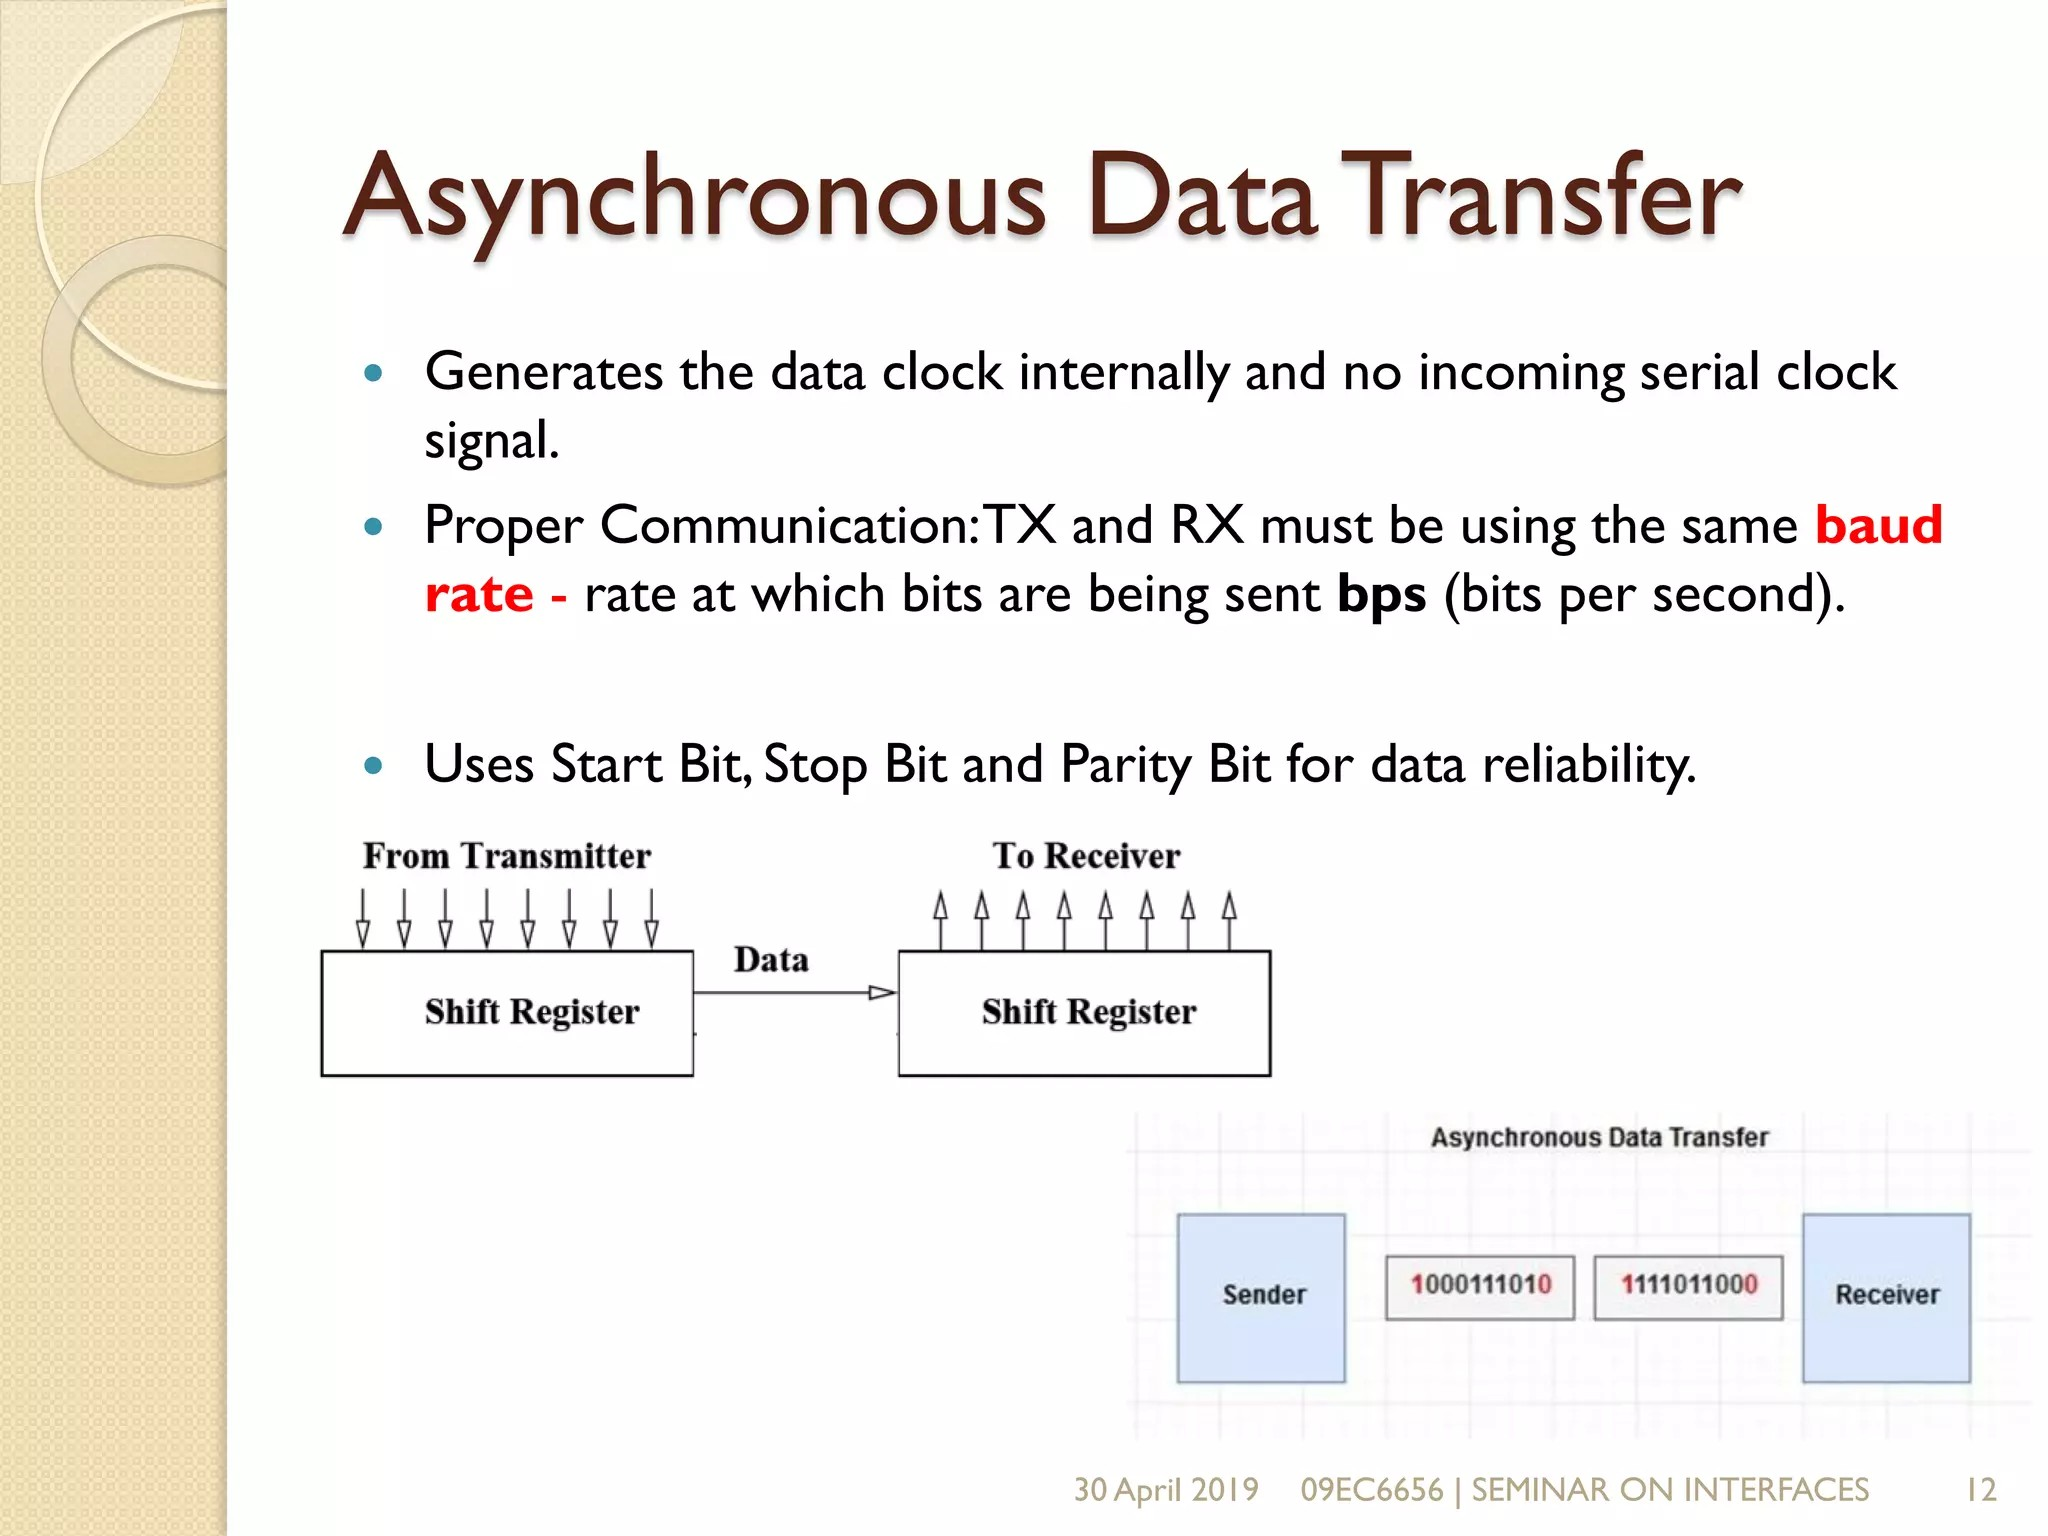 Asynchronous Data Transfer
Generates the data clock internally and no incoming serial clock
signal.
Proper Communication: TX and RX must be using the same baud
rate - rate at which bits are being sent bps (bits per second).
Uses Start Bit, Stop Bit and Parity Bit for data reliability.
From Transmitter
To Receiver
Data
Shift Register
Shift Register
Asynchronous Data Transfer
Sender
1000111010
1111011000
Receiver
30 April 2019
09EC6656 | SEMINAR ON INTERFACES
12